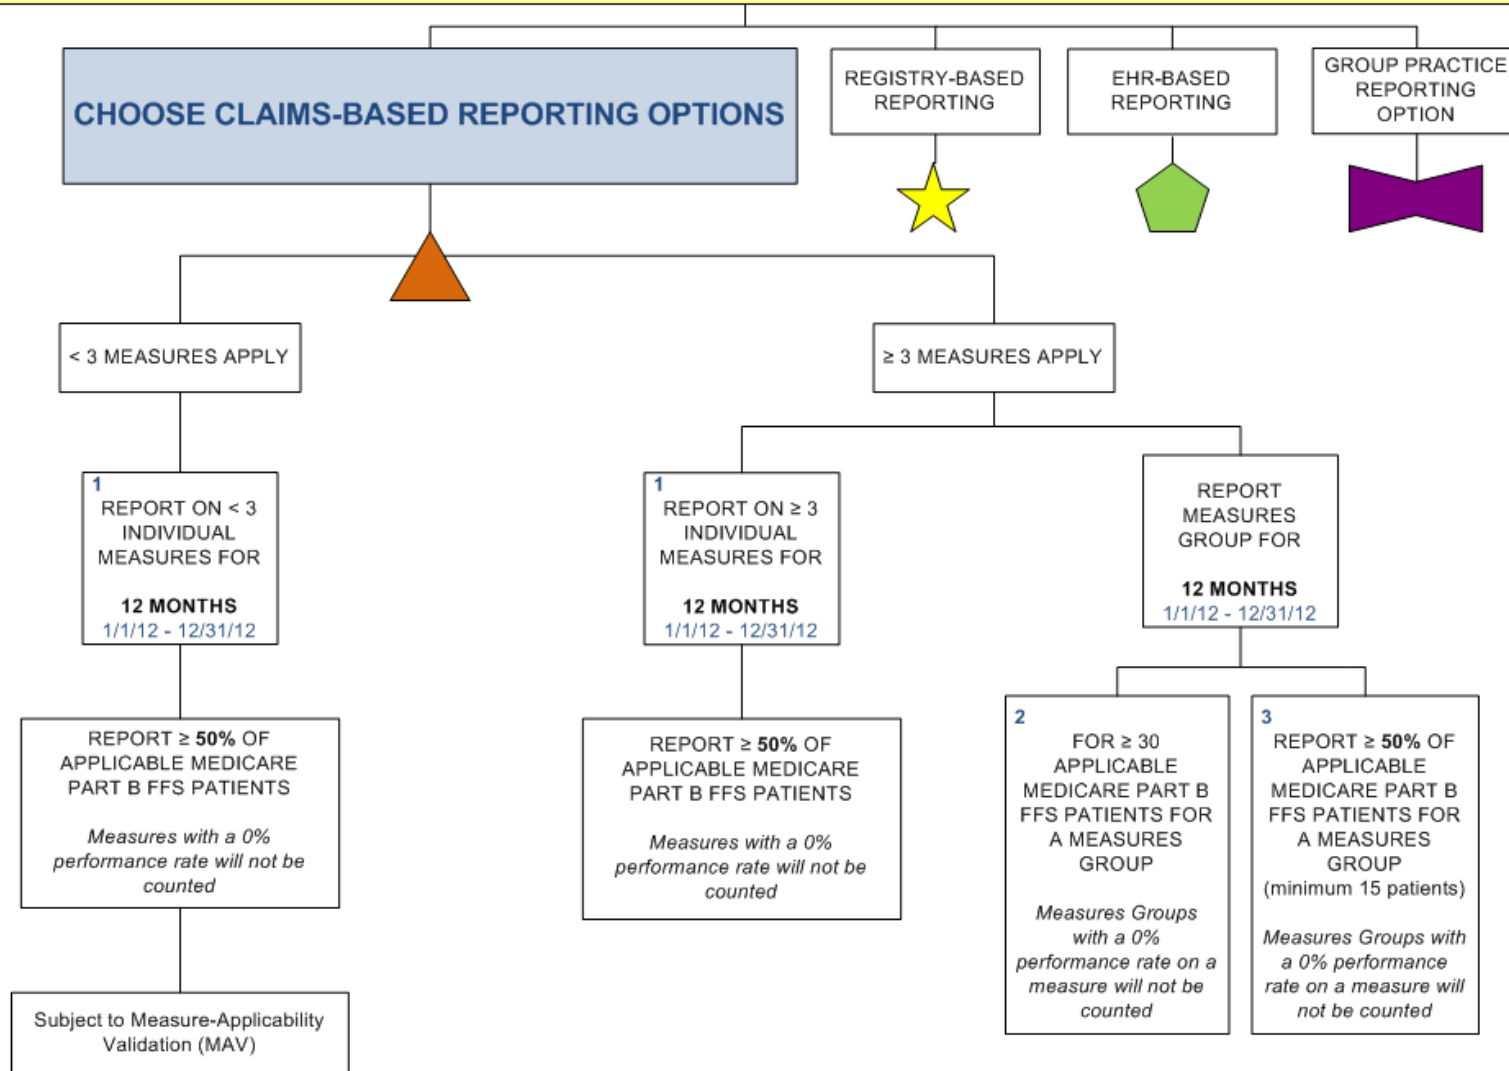 CHOOSE CLAIMS-BASED REPORTING OPTIONS
REGISTRY-BASED
REPORTING
EHR-BASED
REPORTING
GROUP PRACTICE
REPORTING
OPTION
< 3 MEASURES APPLY
≥ 3 MEASURES APPLY
1
REPORT ON < 3
INDIVIDUAL
MEASURES FOR
12 MONTHS
1/1/12 - 12/31/12
1
REPORT ON ≥ 3
INDIVIDUAL
MEASURES FOR
12 MONTHS
1/1/12 - 12/31/12
REPORT
MEASURES
GROUP FOR
12 MONTHS
1/1/12 - 12/31/12
REPORT ≥ 50% OF
APPLICABLE MEDICARE
PART B FFS PATIENTS
Measures with a 0%
performance rate will not be
counted
REPORT ≥ 50% OF
APPLICABLE MEDICARE
PART B FFS PATIENTS
Measures with a 0%
performance rate will not be
counted
2
FOR ≥ 30
APPLICABLE
MEDICARE PART B
FFS PATIENTS FOR
A MEASURES
GROUP
Measures Groups
with a 0%
performance rate on a
measure will not be
counted
3
REPORT ≥ 50% OF
APPLICABLE
MEDICARE PART B
FFS PATIENTS FOR
A MEASURES
GROUP
(minimum 15 patients)
Measures Groups with
a 0% performance
rate on a measure will
not be counted
Subject to Measure-Applicability
Validation (MAV)